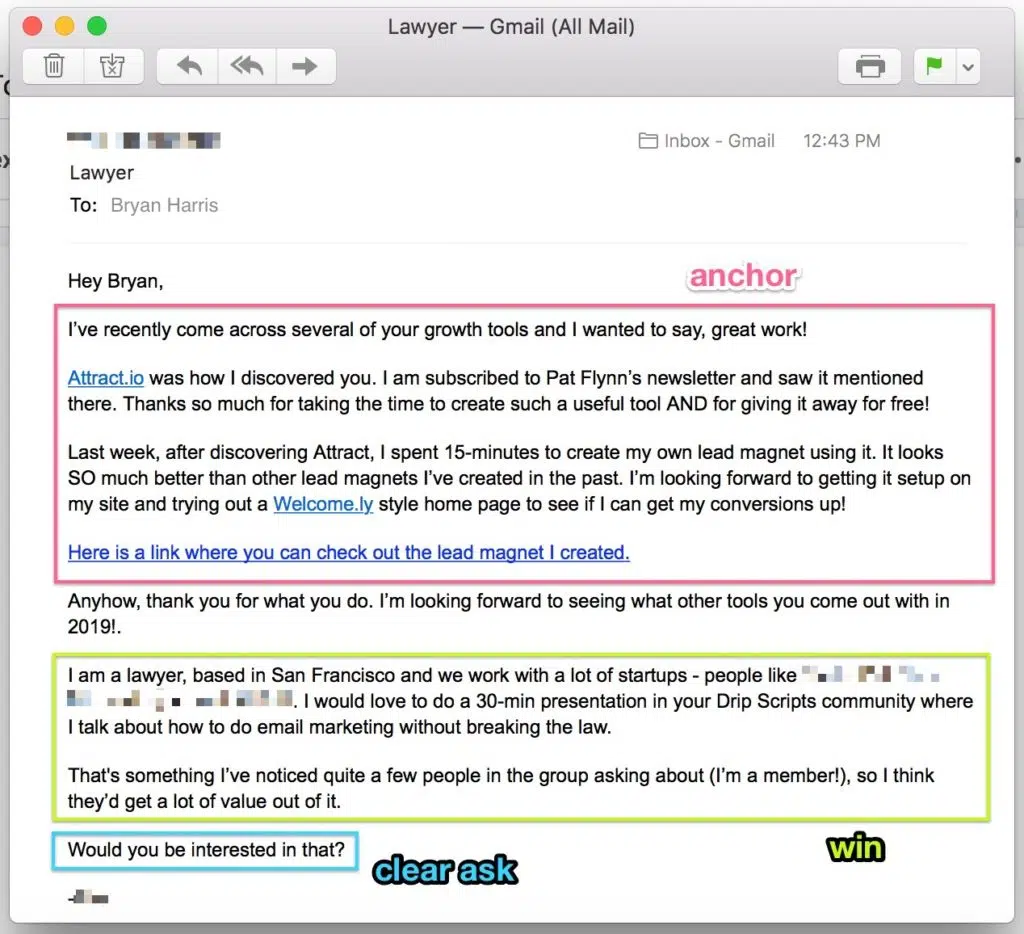 Lawyer — Gmail (All Mail)
Inbox - Gmail 12:43 PM
Lawyer
To: Bryan Harris
Hey Bryan,
anchor
I've recently come across several of your growth tools and I wanted to say, great work!
Attract.io was how I discovered you. I am subscribed to Pat Flynn's newsletter and saw it mentioned
there. Thanks so much for taking the time to create such a useful tool AND for giving it away for free!
Last week, after discovering Attract, I spent 15-minutes to create my own lead magnet using it. It looks
SO much better than other lead magnets I've created in the past. I'm looking forward to getting it setup on
my site and trying out a Welcome.ly style home page to see if I can get my conversions up!
Here is a link where you can check out the lead magnet I created.
Anyhow, thank you for what you do. I'm looking forward to seeing what other tools you come out with in
2019!.
I am a lawyer, based in San Francisco and we work with a lot of startups - people like
. I would love to do a 30-min presentation in your Drip Scripts community where
I talk about how to do email marketing without breaking the law.
That's something I've noticed quite a few people in the group asking about (I'm a member!), so I think
they'd get a lot of value out of it.
win
Would you be interested in that?
clear ask